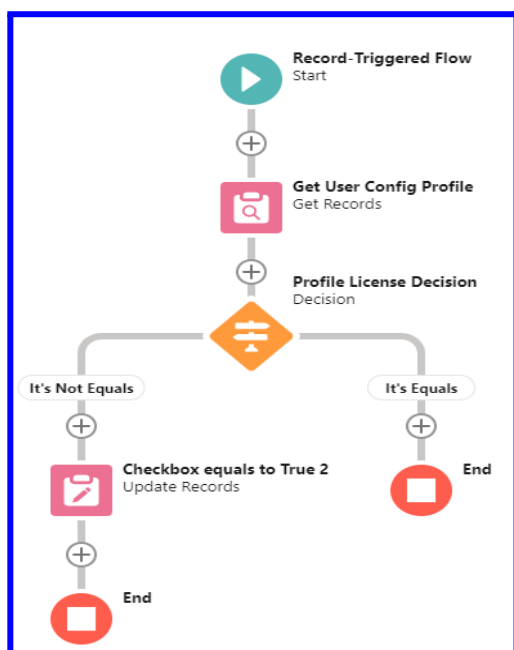 Record-Triggered Flow
Start
Get User Config Profile
Get Records
Profile License Decision
Decision
It's Not Equals
It's Equals
Checkbox equals to True 2
Update Records
End
End